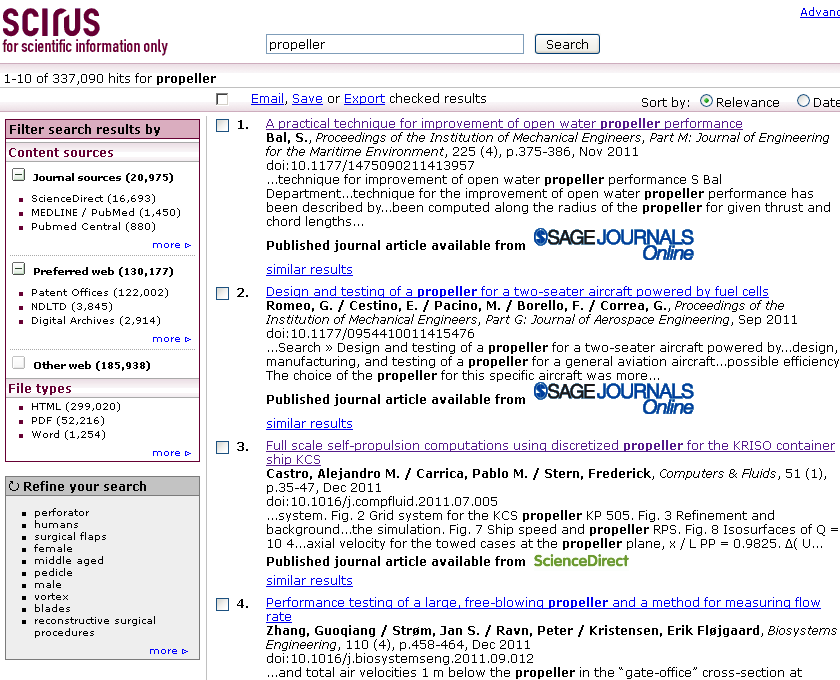 SCIRUS
for scientific information only
Advanc
propeller
Search
1-10 of 337,090 hits for propeller
Email, Save or Export checked results
Sort by: Relevance Date
Filter search results by
Content sources
Journal sources (20,975)
ScienceDirect (16,693)
MEDLINE / PubMed (1,450)
Pubmed Central (880)
more
Preferred web (130,177)
Patent Offices (122,002)
NDLTD (3,845)
Digital Archives (2,914)
more
Other web (185,938)
File types
HTML (299,020)
PDF (52,216)
Word (1,254)
more
Refine your search
perforator
humans
surgical flaps
female
middle aged
pedicle
male
vortex
blades
reconstructive surgical
procedures
more
1. A practical technique for improvement of open water propeller performance
Bal, S., Proceedings of the Institution of Mechanical Engineers, Part M: Journal of Engineering
for the Maritime Environment, 225 (4), p.375-386, Nov 2011
doi:10.1177/1475090211413957
...technique for improvement of open water propeller performance S Bal
Department...technique for the improvement of open water propeller performance has
been described by...been computed along the radius of the propeller for given thrust and
chord lengths...
Published journal article available from SAGE JOURNALS Online
similar results
2. Design and testing of a propeller for a two-seater aircraft powered by fuel cells
Romeo, G. / Cestino, E. / Pacino, M. / Borello, F. / Correa, G., Proceedings of the
Institution of Mechanical Engineers, Part G: Journal of Aerospace Engineering, Sep 2011
doi:10.1177/0954410011415476
...Search » Design and testing of a propeller for a two-seater aircraft powered by...design,
manufacturing, and testing of a propeller for a general aviation aircraft...possible efficiency
The choice of the propeller for this specific aircraft was more...
Published journal article available from SAGE JOURNALS Online
similar results
3. Full scale self-propulsion computations using discretized propeller for the KRISO container
ship KCS
Castro, Alejandro M. / Carrica, Pablo M. / Stern, Frederick, Computers & Fluids, 51 (1),
p.35-47, Dec 2011
doi:10.1016/j.compfluid.2011.07.005
...system. Fig. 2 Grid system for the KCS propeller KP 505. Fig. 3 Refinement and
background...the simulation. Fig. 7 Ship speed and propeller RPS. Fig. 8 Isosurfaces of Q =
10 4...axial velocity for the towed cases at the propeller plane, x / L PP = 0.9825. Δ( U...
Published journal article available from ScienceDirect
similar results
4. Performance testing of a large, free-blowing propeller and a method for measuring flow
rate
Zhang, Guoqiang / Strøm, Jan S. / Ravn, Peter / Kristensen, Erik Fløjgaard, Biosystems
Engineering, 110 (4), p.458-464, Dec 2011
doi:10.1016/j.biosystemseng.2011.09.012
...and total air velocities 1 m below the propeller in the “gate-office” cross-section at